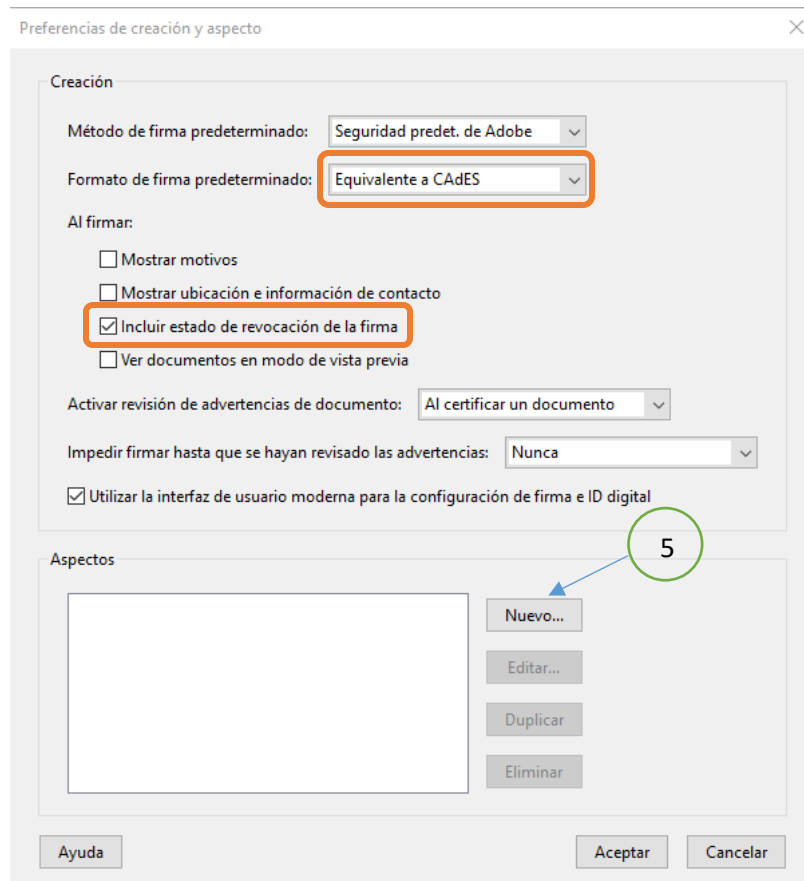 Preferencias de creación y aspecto
Creación
Método de firma predeterminado: Seguridad predet. de Adobe
Formato de firma predeterminado: Equivalente a CAdES
Al firmar:
Mostrar motivos
Mostrar ubicación e información de contacto
Incluir estado de revocación de la firma
Ver documentos en modo de vista previa
Activar revisión de advertencias de documento: Al certificar un documento
Impedir firmar hasta que se hayan revisado las advertencias: Nunca
Utilizar la interfaz de usuario moderna para la configuración de firma e ID digital
5
Aspectos
Nuevo...
Editar...
Duplicar
Eliminar
Ayuda Aceptar Cancelar